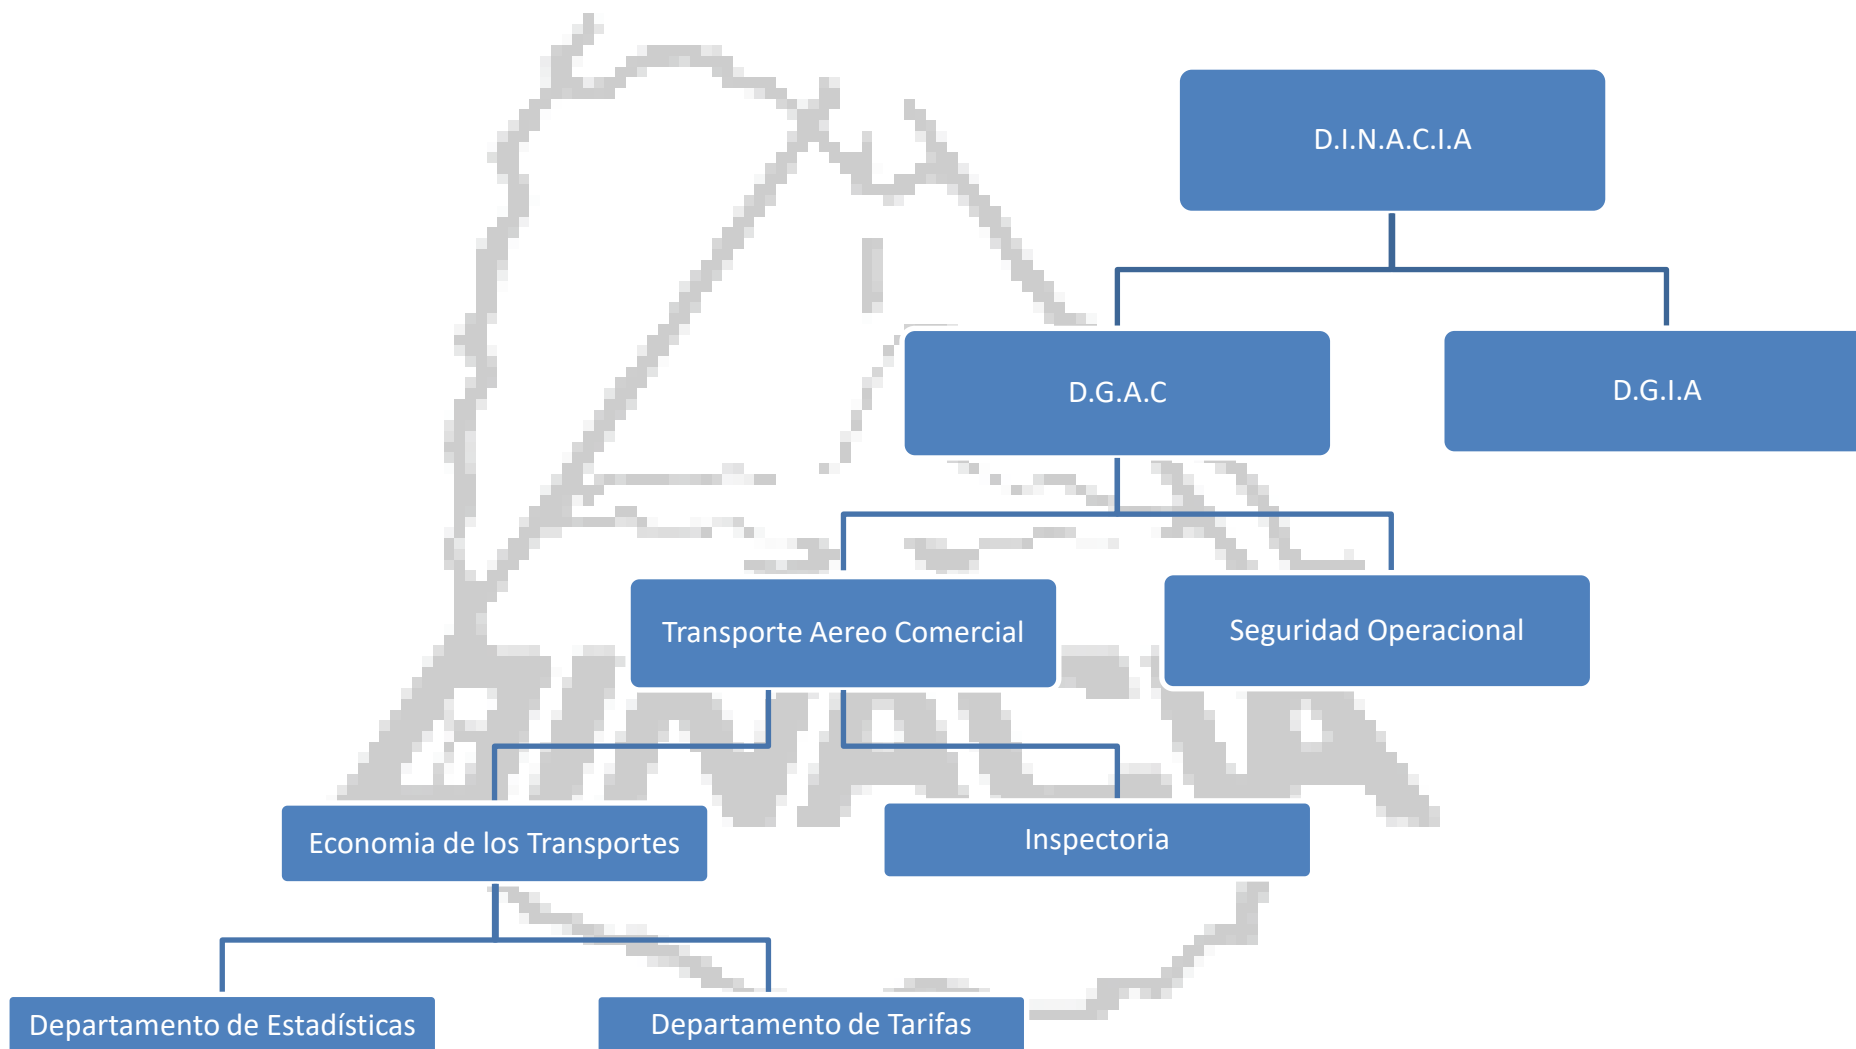 D.I.N.A.C.I.A
D.G.A.C
D.G.I.A
Transporte Aereo Comercial
Seguridad Operacional
Economia de los Transportes
Inspectoria
Departamento de Estadísticas
Departamento de Tarifas